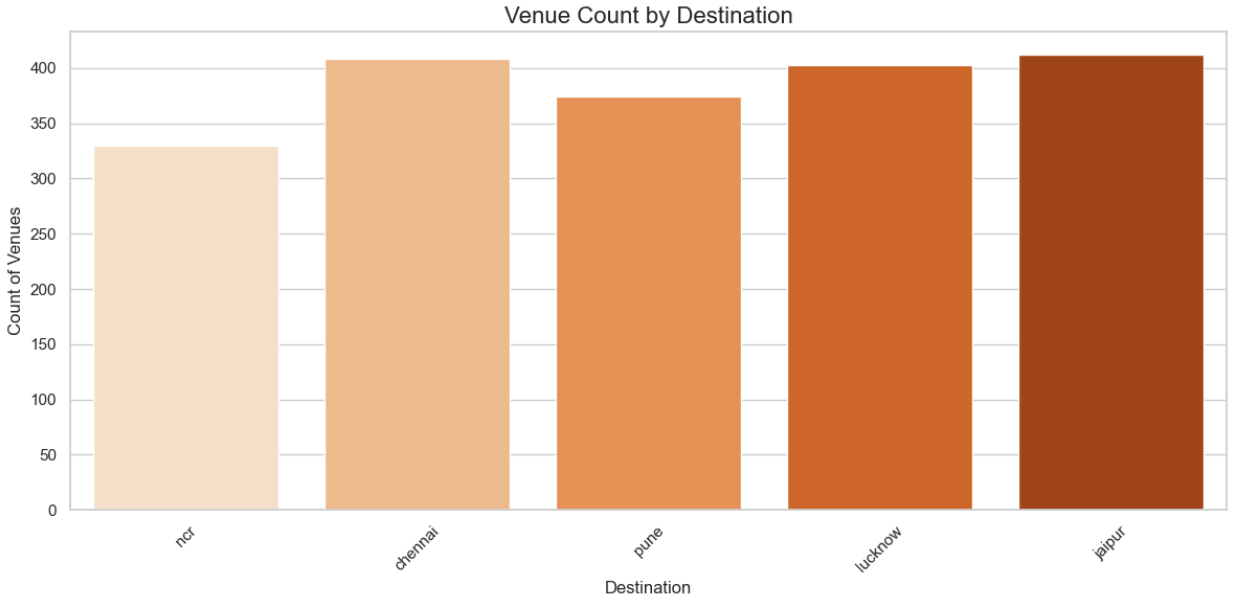 Venue Count by Destination
Count of Venues
400
350
300
250
200
150
100
50
0
ncr
chennai
pune
lucknow
jaipur
Destination